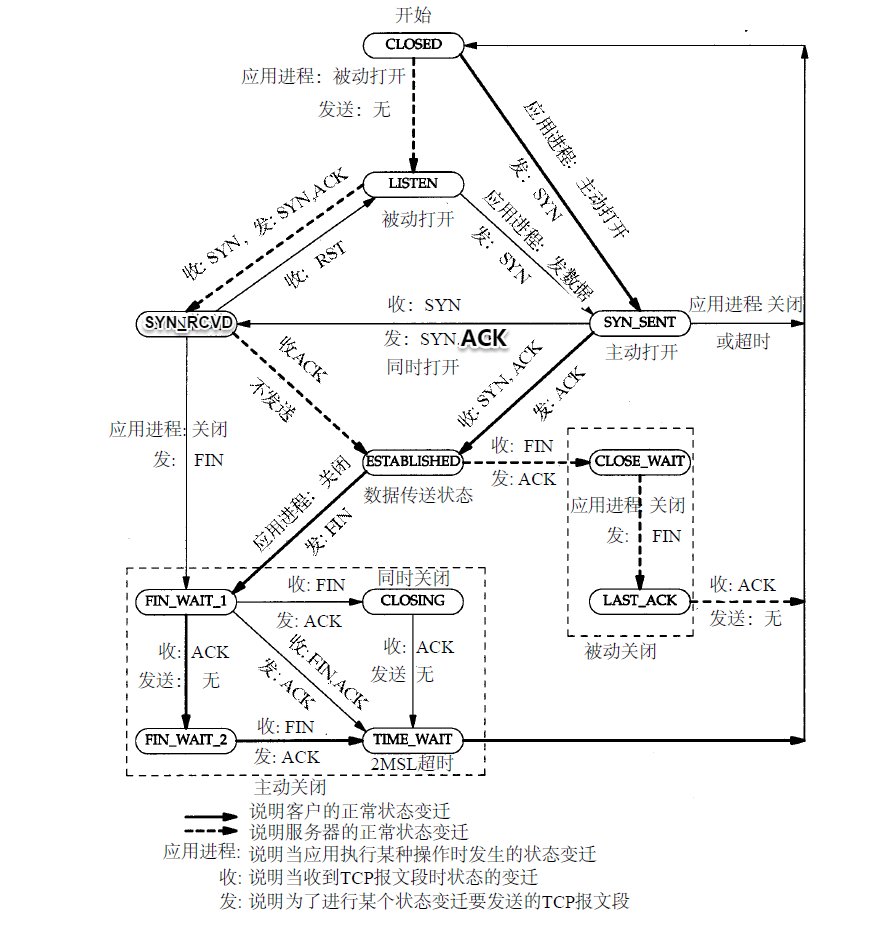 开始
CLOSED
应用进程：被动打开
发送：无
应用进程：主动打开
发：SYN
LISTEN
被动打开
收: SYN，发: SYN,ACK
收：RST
应用进程：发数据
发：SYN
SYN_RCVD
收：SYN
发：SYN, ACK
同时打开
SYN_SENT
主动打开
应用进程:关闭
或超时
收ACK
不发送
收: SYN, ACK
发: ACK
应用进程:关闭
发: FIN
ESTABLISHED
数据传送状态
收: FIN
发: ACK
CLOSE_WAIT
应用进程: 关闭
发: FIN
应用进程：关闭
发: FIN
LAST_ACK
收: ACK
发送：无
被动关闭
FIN_WAIT_1
收: FIN
发: ACK
同时关闭
CLOSING
收: ACK
发送: 无
收: FIN,ACK
发: ACK
收: ACK
发送 无
FIN_WAIT_2
收: FIN
发: ACK
TIME_WAIT
2MSL超时
主动关闭
说明客户的正常状态变迁
说明服务器的正常状态变迁
应用进程: 说明当应用执行某种操作时发生的状态变迁
收: 说明当收到TCP报文段时状态的变迁
发: 说明为了进行某个状态变迁要发送的TCP报文段